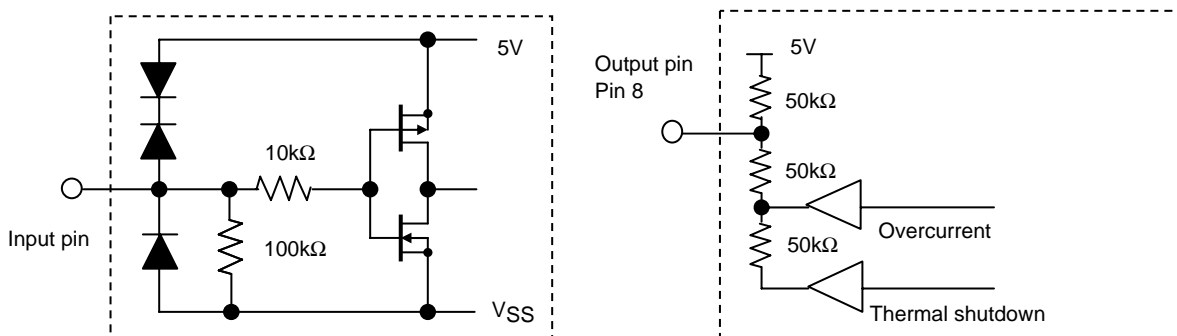 5V
10kΩ
Input pin
100kΩ
VSS
Output pin
Pin 8
5V
50kΩ
50kΩ
Overcurrent
50kΩ
Thermal shutdown